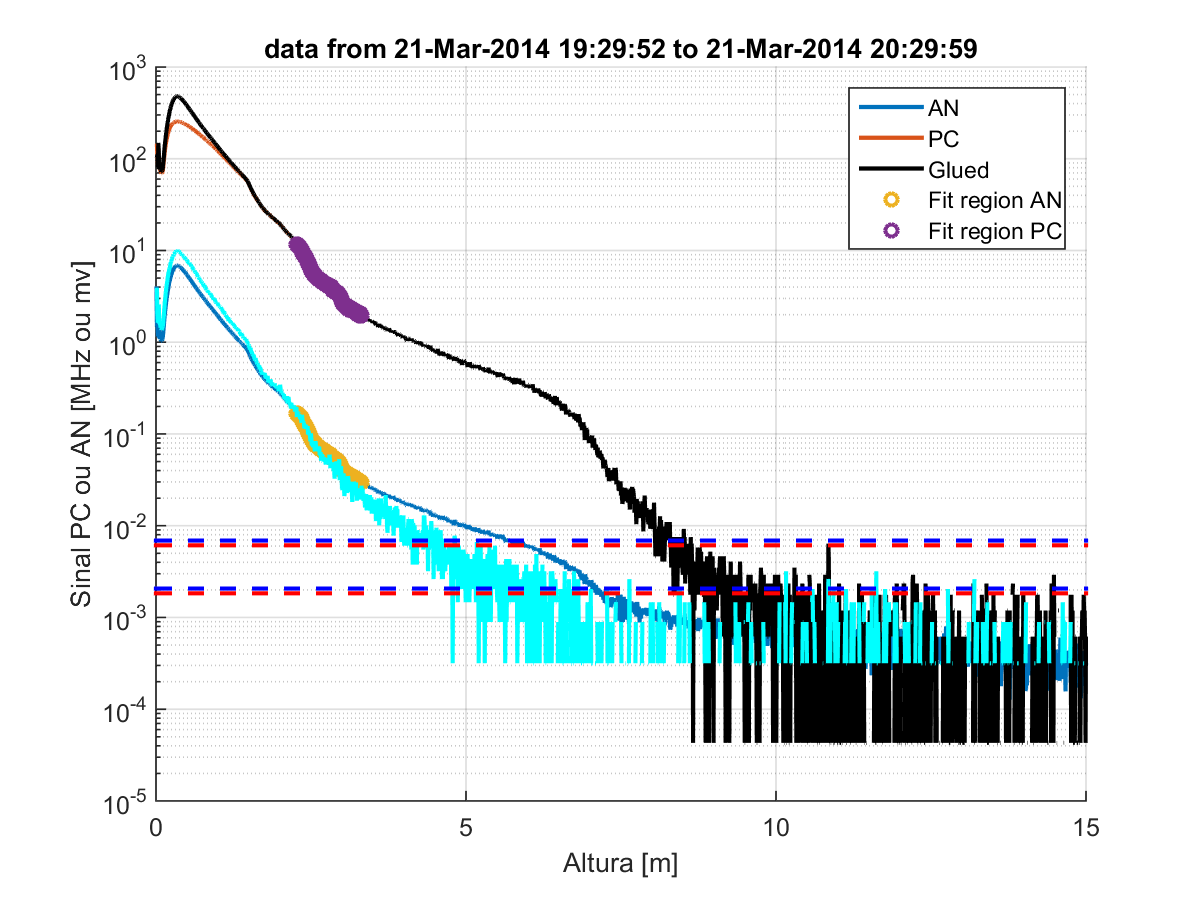 data from 21-Mar-2014 19:29:52 to 21-Mar-2014 20:29:59
AN
PC
Glued
Fit region AN
Fit region PC
Sinal PC ou AN [MHz ou mv]
10^3
10^2
10^1
10^0
10^-1
10^-2
10^-3
10^-4
10^-5
0 5 10 15
Altura [m]